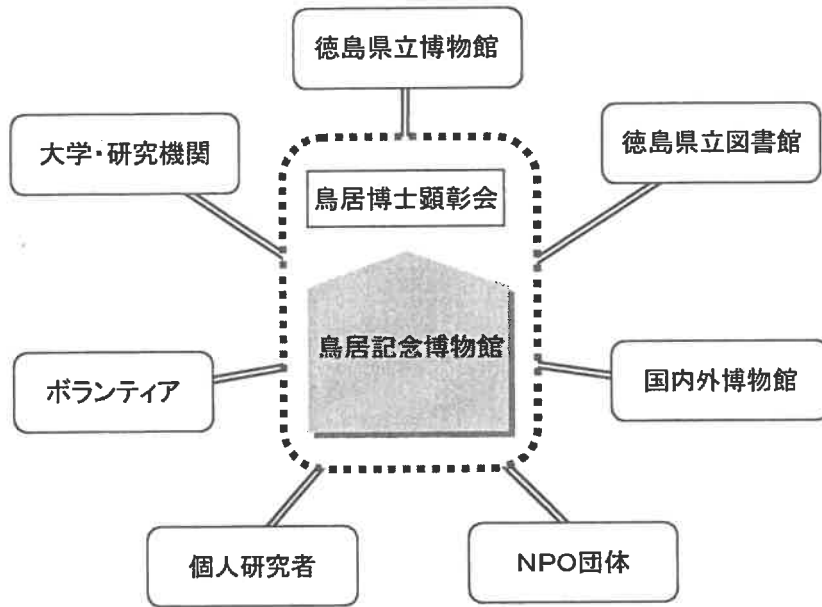 徳島県立博物館
大学・研究機関
徳島県立図書館
鳥居博士顕彰会
鳥居記念博物館
ボランティア
国内外博物館
個人研究者
NPO団体